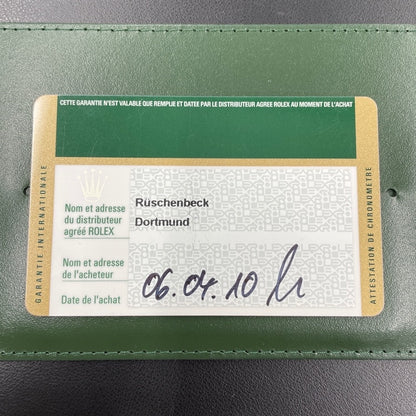 CETTE GARANTIE N'EST VALABLE QUE REMPLIE ET DATEE PAR LE DISTRIBUTEUR AGREE ROLEX AU MOMENT DE L'ACHAT
GARANTIE INTERNATIONALE
Nom et adresse
du distributeur
agréé ROLEX
Rüschenbeck
Dortmund
Nom et adresse
de l'acheteur
Date de l'achat
06.04.10
ATTESTATION DE CHRONOMETRE